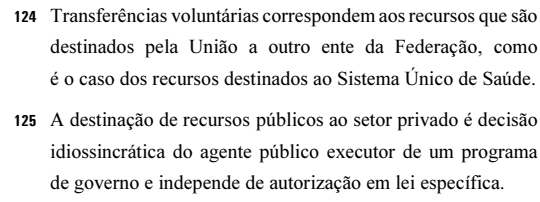 124 Transferências voluntárias correspondem aos recursos que são
destinados pela União a outro ente da Federação, como
é o caso dos recursos destinados ao Sistema Único de Saúde.
125 A destinação de recursos públicos ao setor privado é decisão
idiossincrática do agente público executor de um programa
de governo e independe de autorização em lei específica.